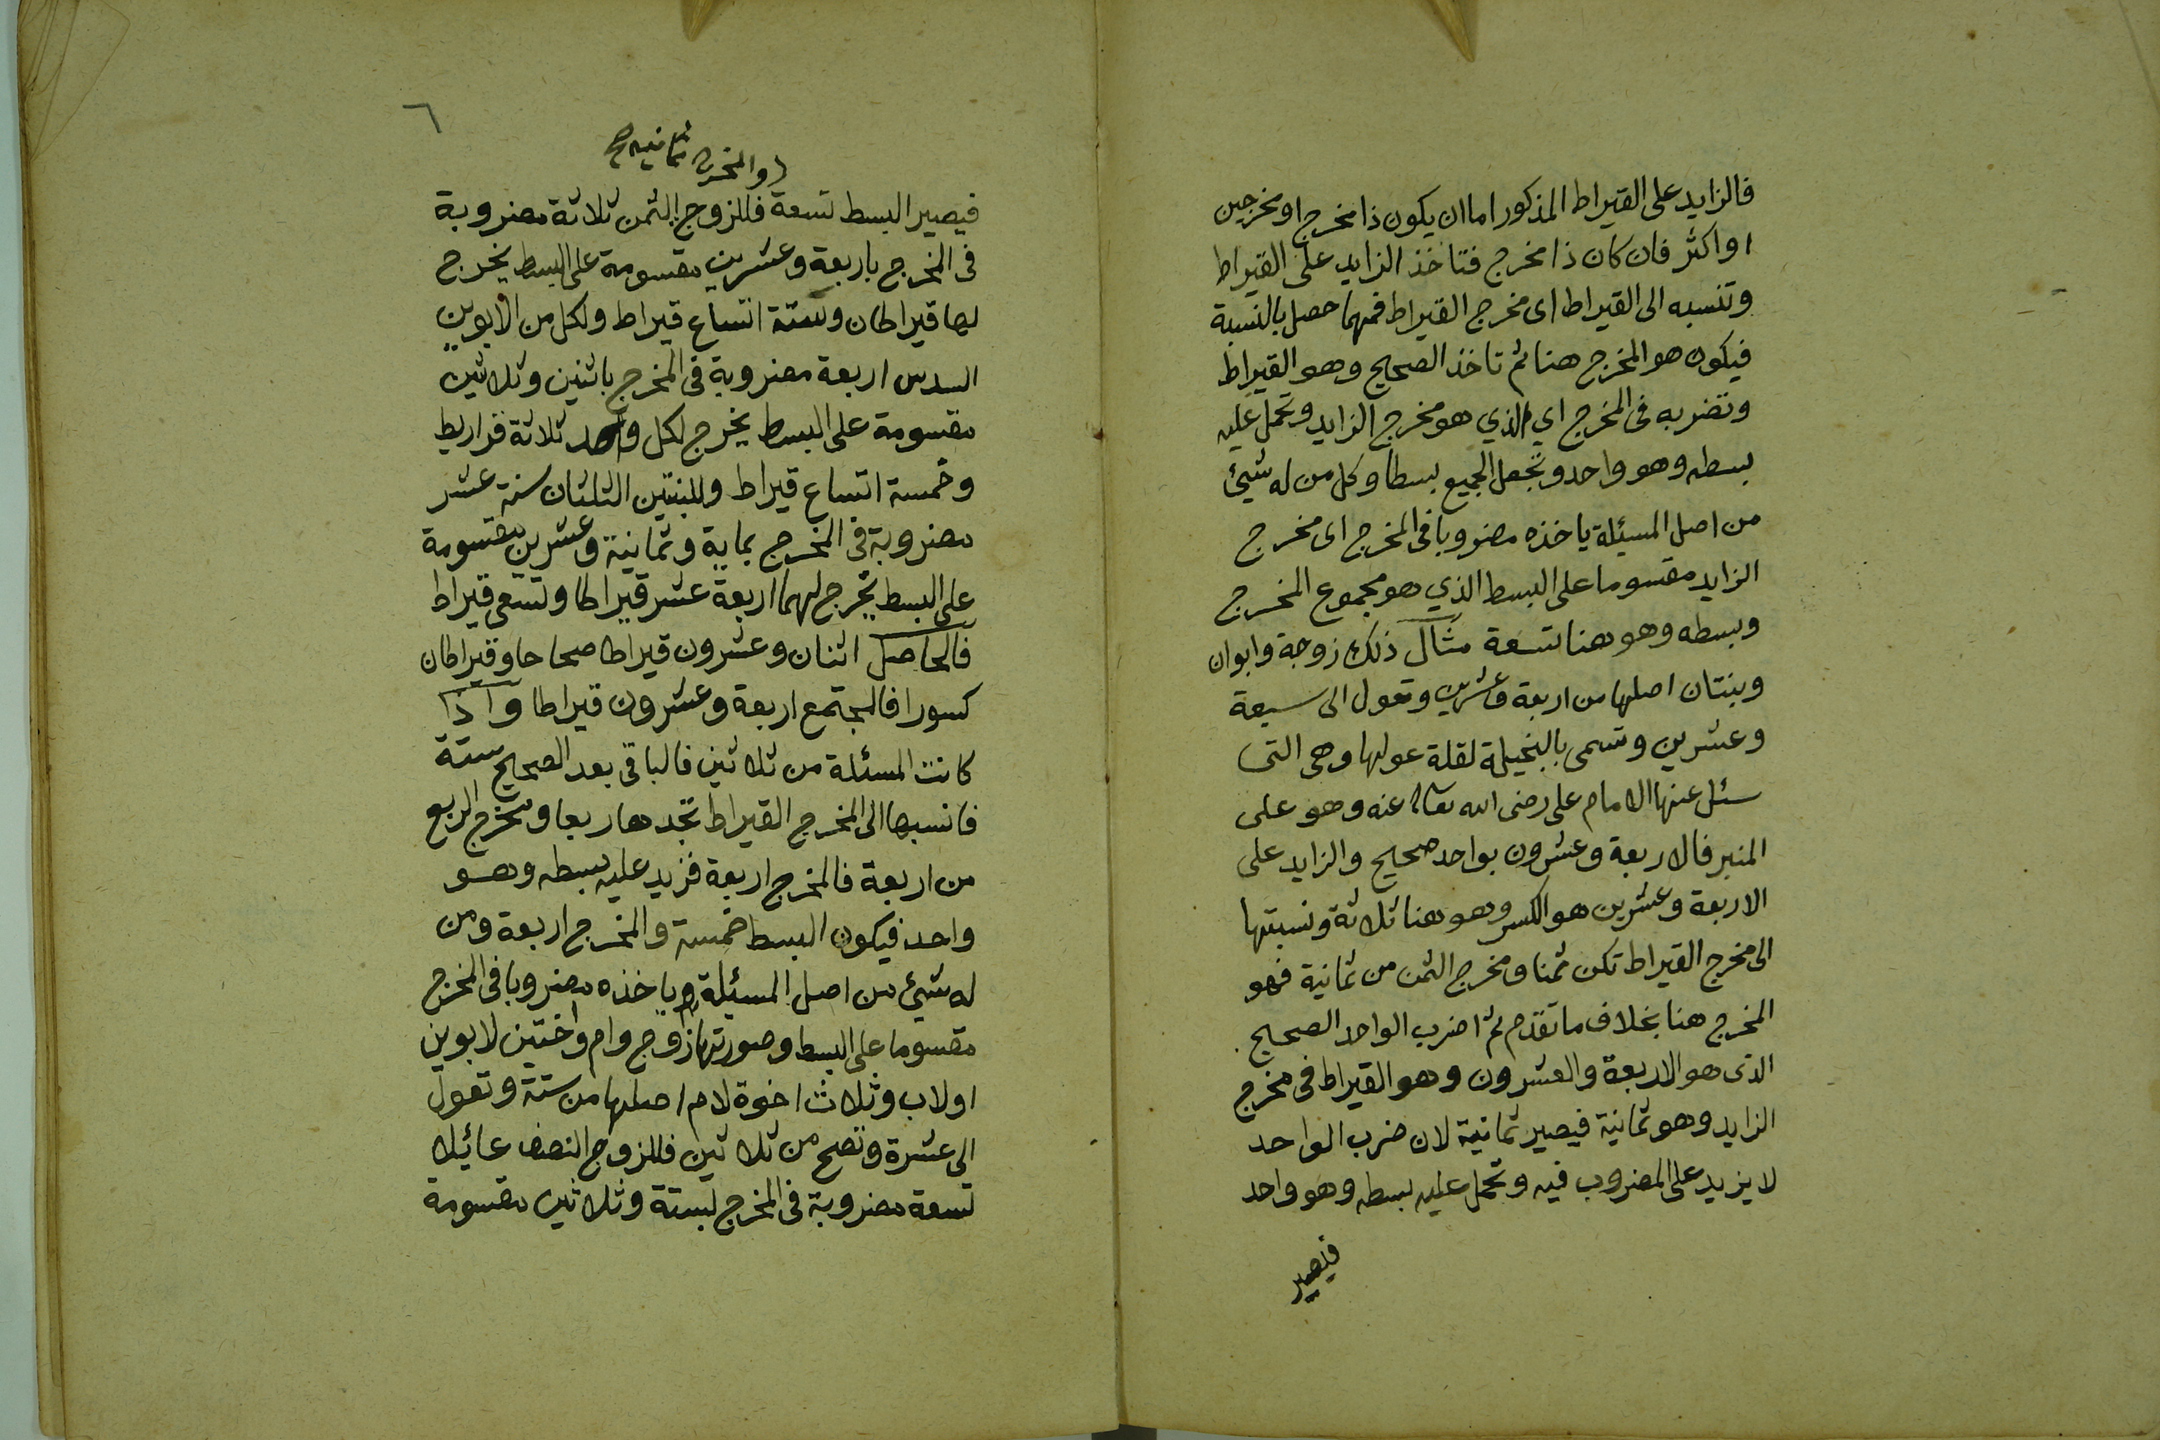 فالزايد على القيراط المذكور اما ان يكون ذا مخرج او مخرجين
او اكثر فان كان ذا مخرج فتاخذ الزايد على القيراط
وتنسبه الى القيراط اى مخرج القيراط فمهما حصل بالنسبة
فيكون هو المخرج هنا ثم تاخذ الصحيح وهو القيراط
وتضربه فى المخرج اي الذي هو مخرج الزايد وتحمل عليه
بسطه وهو واحد وتجعل الجميع بسطا وكل من له شيئ
من اصل المسيئلة ياخذه مضروبا فى المخرج اى مخرج
الزايد مقسوما على البسط الذي هو مجموع المخرج
وبسطه وهو هنا تسعة مثال ذلك زوجة وابوان
وبنتان اصلها من اربعة وعشرين وتعول الى سبعة
وعشرين وتسمى بالبخيلة لقلة عولها وهى التى
سئل عنها الامام على رضى الله تعالى عنه وهو على
المنبر فالاربعة وعشرون بواحد صحيح والزايد على
الاربعة وعشرين هو الكسر وهو هنا ثلاثة ونسبتها
الى مخرج القيراط تكن ثمنا ومخرج الثمن من ثمانية فهو
المخرج هنا بخلاف ما تقدم ثم اضرب الواحد الصحيح
الذى هو الاربعة والعشرون وهو القيراط فى مخرج
الزايد وهو ثمانية فيصير ثمانية لان ضرب الواحد
لا يزيد على المضروب فيه وتحمل عليه بسطه وهو واحد
فيصير
٦
والمخرج ثمانيه صح
فيصير البسط تسعة فللزوج الثمن ثلاثة مضروبة
فى المخرج باربعة وعشرين مقسومة على البسط يخرج
لها قيراطان وستة اتساع قيراط ولكل من الابوين
السدس اربعة مضروبة فى المخرج باثنين وثلاثين
مقسومة على البسط يخرج لكل واحد ثلاثة قراريط
وخمسة اتساع قيراط وللبنتين الثلثان ستة عشر
مضروبة فى المخرج بماية وثمانية وعشرين مقسومة
على البسط يخرج لهما اربعة عشر قيراطا وتسعى قيراط
فالحاصل اثنان وعشرون قيراطا صحاحا وقيراطان
كسورا فالمجتمع اربعة وعشرون قيراطا واذا
كانت المسئلة من ثلاثين فالباقى بعد الصحيح ستة
فانسبها الى المخرج القيراط تجدها ربعا ومخرج الربع
من اربعة فالمخرج اربعة فزيد عليه بسطه وهو
واحد فيكون البسط خمسة والمخرج اربعة ومن
له شيئ من اصل المسيئلة وياخذه مضروبا فى المخرج
مقسوما على البسط وصورتها زوج وام واختين لابوين
او لاب وثلاث اخوة لام اصلها من ستة وتعول
الى عشرة وتصح من ثلاثين فللزوج النصف عائيلا
تسعة مضروبة فى المخرج بستة وثلاثين مقسومة